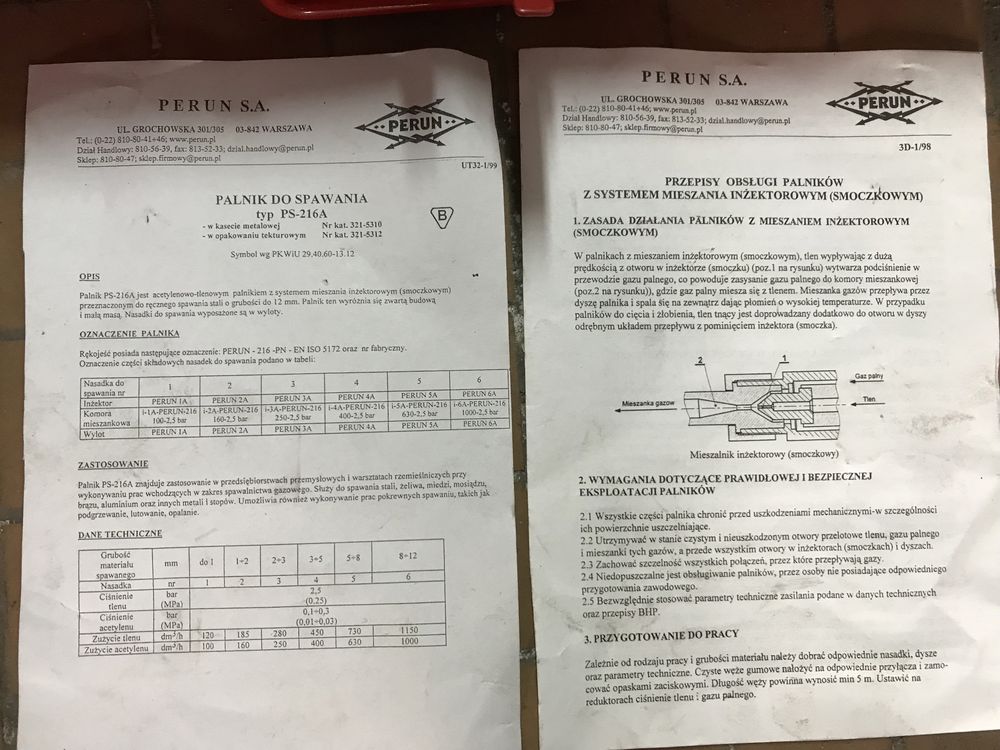 PERUN S.A.
UL. GROCHOWSKA 301/305 03-842 WARSZAWA
Tel.: (0-22) 810-80-41+46; www.perun.pl
Dział Handlowy: 810-56-39, fax: 813-52-33; dzial.handlowy@perun.pl
Sklep: 810-80-47; sklep.firmowy@perun.pl
PERUN
UT32-1/99
PALNIK DO SPAWANIA
typ PS-216A
- w kasecie metalowej Nr kat. 321-5310
- w opakowaniu tekturowym Nr kat. 321-5312
B
Symbol wg PKWiU 29.40.60-13.12
OPIS
Palnik PS-216A jest acetylenowo-tlenowym palnikiem z systemem mieszania inżektorowym (smoczkowym)
przeznaczonym do ręcznego spawania stali o grubości do 12 mm. Palnik ten wyróżnia się zwartą budową
i małą masą. Nasadki do spawania wyposażone są w wyloty.
OZNACZENIE PALNIKA
Rękojeść posiada następujące oznaczenie: PERUN - 216 -PN - EN ISO 5172 oraz nr fabryczny.
Oznaczenie części składowych nasadek do spawania podano w tabeli:
Nasadka do spawania nr 1 2 3 4 5 6
Inżektor PERUN 1A PERUN 2A PERUN 3A PERUN 4A PERUN 5A PERUN 6A
Komora i-1A-PERUN-216 i-2A-PERUN-216 i-3A-PERUN-216 i-4A-PERUN-216 i-5A-PERUN-216 i-6A-PERUN-216
mieszankowa 100-2,5 bar 160-2,5 bar 250-2,5 bar 400-2,5 bar 630-2,5 bar 1000-2,5 bar
Wylot PERUN 1A PERUN 2A PERUN 3A PERUN 4A PERUN 5A PERUN 6A
ZASTOSOWANIE
Palnik PS-216A znajduje zastosowanie w przedsiębiorstwach przemysłowych i warsztatach rzemieślniczych przy
wykonywaniu prac wchodzących w zakres spawalnictwa gazowego. Służy do spawania stali, żeliwa, miedzi, mosiądzu,
brązu, aluminium oraz innych metali i stopów. Umożliwia również wykonywanie prac pokrewnych spawaniu, takich jak
podgrzewanie, lutowanie, opalanie.
DANE TECHNICZNE
Grubość materiału spawanego mm do 1 1÷2 2÷3 3÷5 5÷8 8÷12
Nasadka nr 1 2 3 4 5 6
Ciśnienie tlenu bar (MPa) 2,5 (0,25)
Ciśnienie acetylenu bar (MPa) 0,1÷0,3 (0,01÷0,03)
Zużycie tlenu dm³/h 120 185 280 450 730 1150
Zużycie acetylenu dm³/h 100 160 250 400 630 1000
PERUN S.A.
UL. GROCHOWSKA 301/305 03-842 WARSZAWA
Tel.: (0-22) 810-80-41+46; www.perun.pl
Dział Handlowy: 810-56-39, fax: 813-52-33; dzial.handlowy@perun.pl
Sklep: 810-80-47; sklep.firmowy@perun.pl
PERUN
3D-1/98
PRZEPISY OBSŁUGI PALNIKÓW
Z SYSTEMEM MIESZANIA INŻEKTOROWYM (SMOCZKOWYM)
1. ZASADA DZIAŁANIA PALNIKÓW Z MIESZANIEM INŻEKTOROWYM
(SMOCZKOWYM)
W palnikach z mieszaniem inżektorowym (smoczkowym), tlen wypływając z dużą
prędkością z otworu w inżektorze (smoczku) (poz.1 na rysunku) wytwarza podciśnienie w
przewodzie gazu palnego, co powoduje zasysanie gazu palnego do komory mieszankowej
(poz.2 na rysunku)), gdzie gaz palny miesza się z tlenem. Mieszanka gazów przepływa przez
dyszę palnika i spala się na zewnątrz dając płomień o wysokiej temperaturze. W przypadku
palników do cięcia i żłobienia, tlen tnący jest doprowadzany dodatkowo do otworu w dyszy
odrębnym układem przepływu z pominięciem inżektora (smoczka).
2 1
Gaz palny
Mieszanka gazów
Tlen
Mieszalnik inżektorowy (smoczkowy)
2. WYMAGANIA DOTYCZĄCE PRAWIDŁOWEJ I BEZPIECZNEJ
EKSPLOATACJI PALNIKÓW
2.1 Wszystkie części palnika chronić przed uszkodzeniami mechanicznymi-w szczególności
ich powierzchnie uszczelniające.
2.2 Utrzymywać w stanie czystym i nieuszkodzonym otwory przelotowe tlenu, gazu palnego
i mieszanki tych gazów, a przede wszystkim otwory w inżektorach (smoczkach) i dyszach.
2.3 Zachować szczelność wszystkich połączeń, przez które przepływają gazy.
2.4 Niedopuszczalne jest obsługiwanie palników, przez osoby nie posiadające odpowiedniego
przygotowania zawodowego.
2.5 Bezwzględnie stosować parametry techniczne zasilania podane w danych technicznych
oraz przepisy BHP.
3. PRZYGOTOWANIE DO PRACY
Zależnie od rodzaju pracy i grubości materiału należy dobrać odpowiednie nasadki, dysze
oraz parametry techniczne. Czyste węże gumowe nałożyć na odpowiednie przyłącza i zamo-
cować opaskami zaciskowymi. Długość węży powinna wynosić min 5 m. Ustawić na
reduktorach ciśnienie tlenu i gazu palnego.